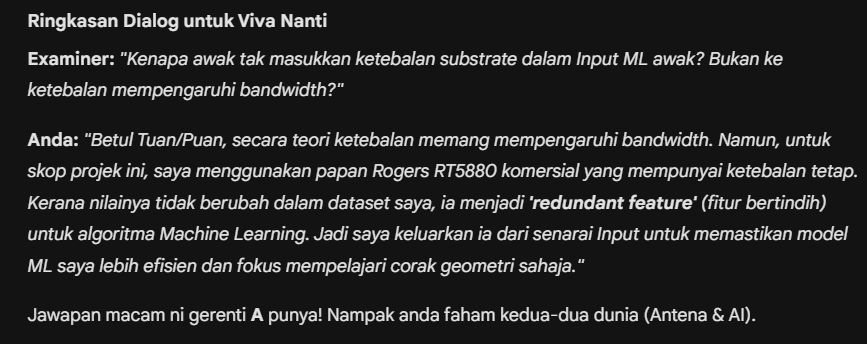 Ringkasan Dialog untuk Viva Nanti
Examiner: "Kenapa awak tak masukkan ketebalan substrate dalam Input ML awak? Bukan ke
ketebalan mempengaruhi bandwidth?"
Anda: "Betul Tuan/Puan, secara teori ketebalan memang mempengaruhi bandwidth. Namun, untuk
skop projek ini, saya menggunakan papan Rogers RT5880 komersial yang mempunyai ketebalan tetap.
Kerana nilainya tidak berubah dalam dataset saya, ia menjadi 'redundant feature' (fitur bertindih)
untuk algoritma Machine Learning. Jadi saya keluarkan ia dari senarai Input untuk memastikan model
ML saya lebih efisien dan fokus mempelajari corak geometri sahaja."
Jawapan macam ni gerenti A punya! Nampak anda faham kedua-dua dunia (Antena & AI).